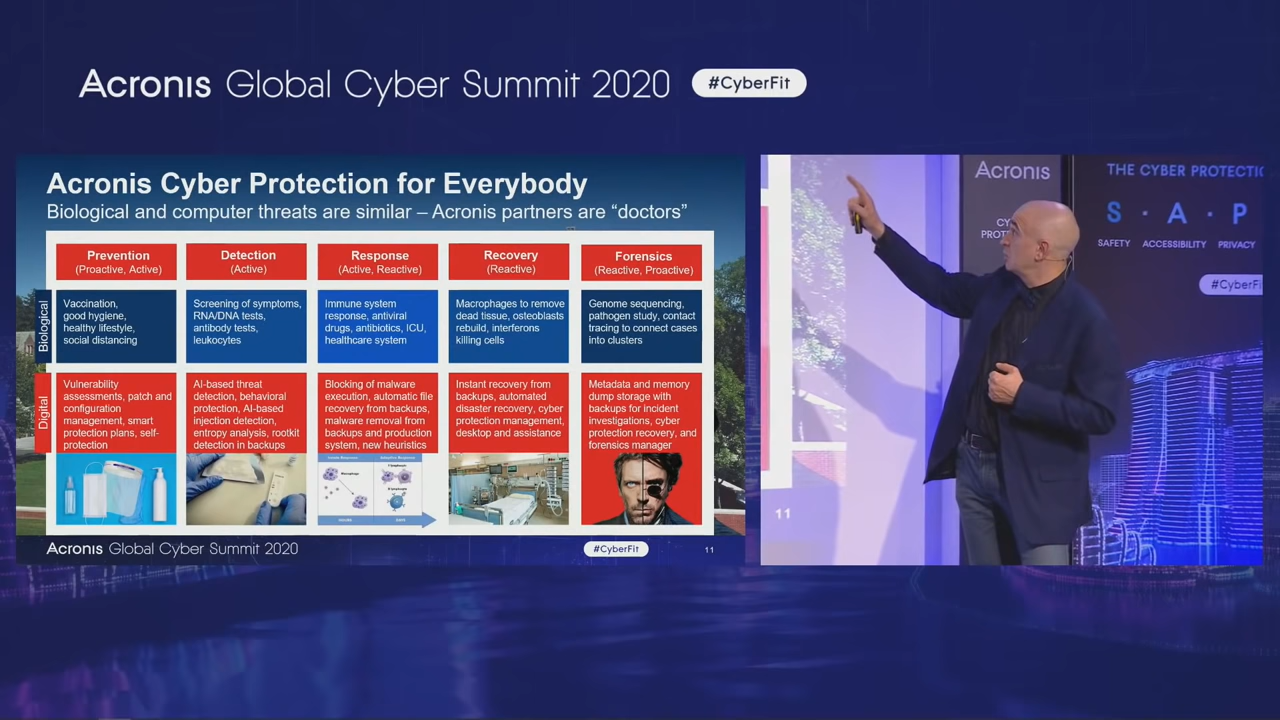 Acronis Global Cyber Summit 2020 #CyberFit
Acronis Cyber Protection for Everybody
Biological and computer threats are similar – Acronis partners are “doctors”
Prevention
(Proactive, Active)
Detection
(Active)
Response
(Active, Reactive)
Recovery
(Reactive)
Forensics
(Reactive, Proactive)
Biological
Vaccination,
good hygiene,
healthy lifestyle,
social distancing
Screening of symptoms,
RNA/DNA tests,
antibody tests,
leukocytes
Immune system
response, antiviral
drugs, antibiotics, ICU,
healthcare system
Macrophages to remove
dead tissue, osteoblasts
rebuild, interferons
killing cells
Genome sequencing,
pathogen study, contact
tracing to connect cases
into clusters
Digital
Vulnerability
assessments, patch and
configuration
management, smart
protection plans, self-
protection
AI-based threat
detection, behavioral
protection, AI-based
injection detection,
entropy analysis, rootkit
detection in backups
Blocking of malware
execution, automatic file
recovery from backups,
malware removal from
backups and production
system, new heuristics
Instant recovery from
backups, automated
disaster recovery, cyber
protection management,
desktop and assistance
Metadata and memory
dump storage with
backups for incident
investigations, cyber
protection recovery, and
forensics manager
Acronis Global Cyber Summit 2020
#CyberFit
11
Acronis
CY
PROT
THE CYBER PROTECTIO
S · A · P
SAFETY ACCESSIBILITY PRIVACY
#CyberFi
11